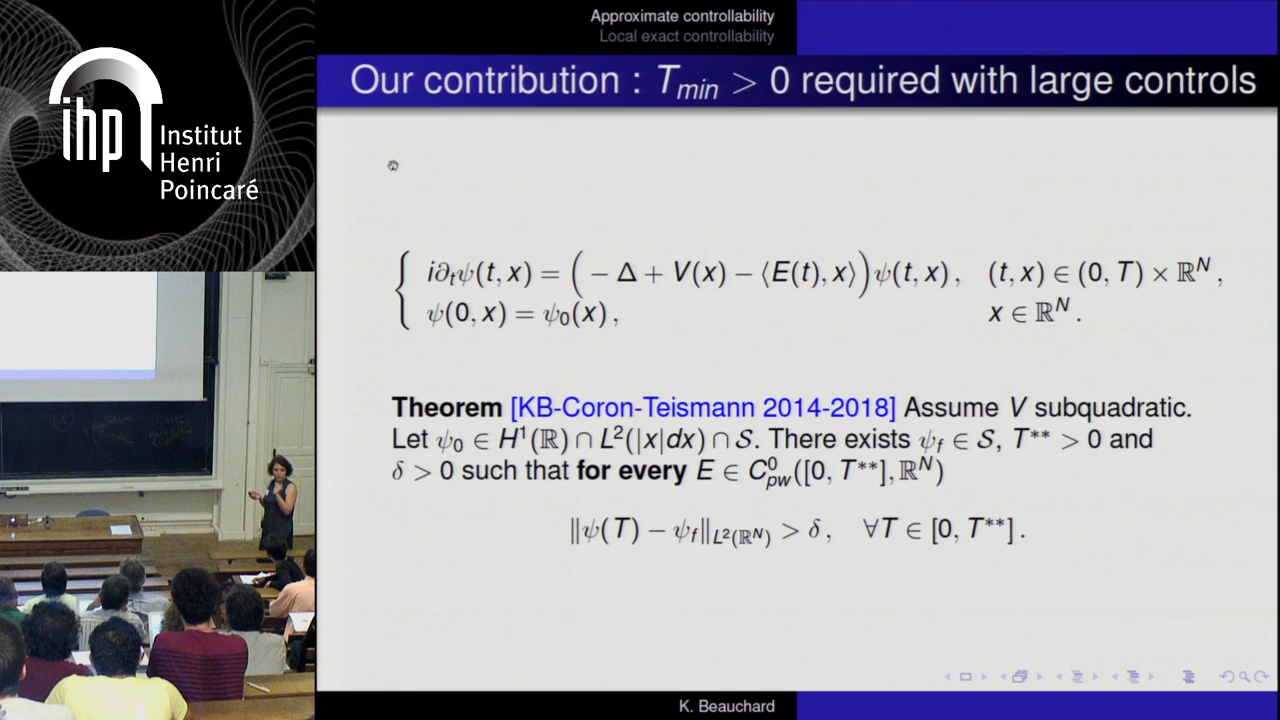 ihp Institut
Henri
Poincaré
Approximate controllability
Local exact controllability
Our contribution : T_min > 0 required with large controls
{ i∂_tψ(t, x) = ( − Δ + V(x) − ⟨E(t), x⟩ ) ψ(t, x) , (t, x) ∈ (0, T) × ℝ^N ,
ψ(0, x) = ψ_0(x) , x ∈ ℝ^N .
Theorem [KB-Coron-Teismann 2014-2018] Assume V subquadratic.
Let ψ_0 ∈ H^1(ℝ) ∩ L^2(|x|dx) ∩ 𝒮. There exists ψ_f ∈ 𝒮, T** > 0 and
δ > 0 such that for every E ∈ C^0_pw([0, T**], ℝ^N)
‖ψ(T) − ψ_f‖_{L^2(ℝ^N)} > δ , ∀T ∈ [0, T**] .
K. Beauchard